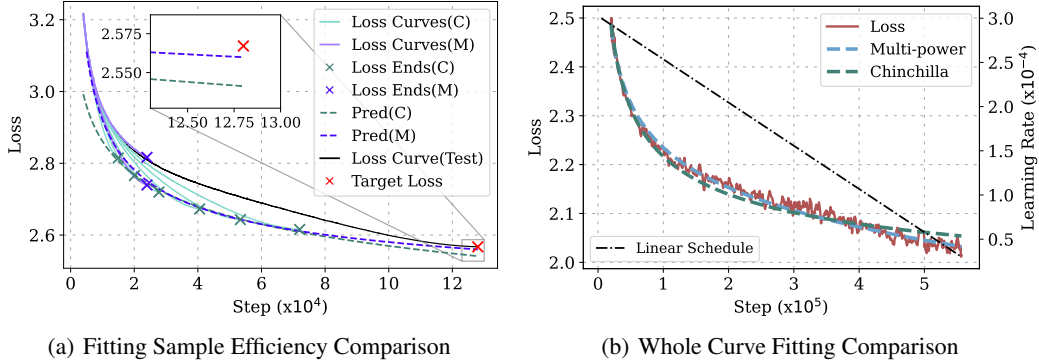 3.2
3.0
2.8
2.6
Loss
0
2
4
6
8
10
12
Step (x10⁴)
2.575
2.550
12.50
12.75
13.00
Loss Curves(C)
Loss Curves(M)
Loss Ends(C)
Loss Ends(M)
Pred(C)
Pred(M)
Loss Curve(Test)
Target Loss
(a) Fitting Sample Efficiency Comparison
2.5
2.4
2.3
2.2
2.1
2.0
Loss
0
1
2
3
4
5
Step (x10⁵)
3.0
2.5
2.0
1.5
1.0
0.5
Learning Rate (x10⁻⁴)
Loss
Multi-power
Chinchilla
Linear Schedule
(b) Whole Curve Fitting Comparison